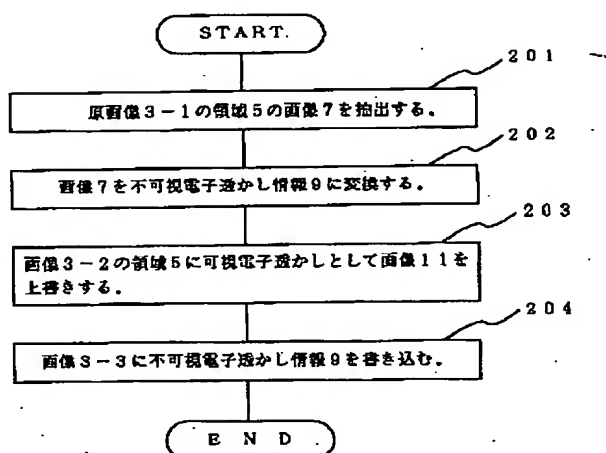 START.
201
原画像3-1の領域5の画像7を抽出する。
202
画像7を不可視電子透かし情報9に変換する。
203
画像3-2の領域5に可視電子透かしとして画像11を
上書きする。
204
画像3-3に不可視電子透かし情報9を書き込む。
END